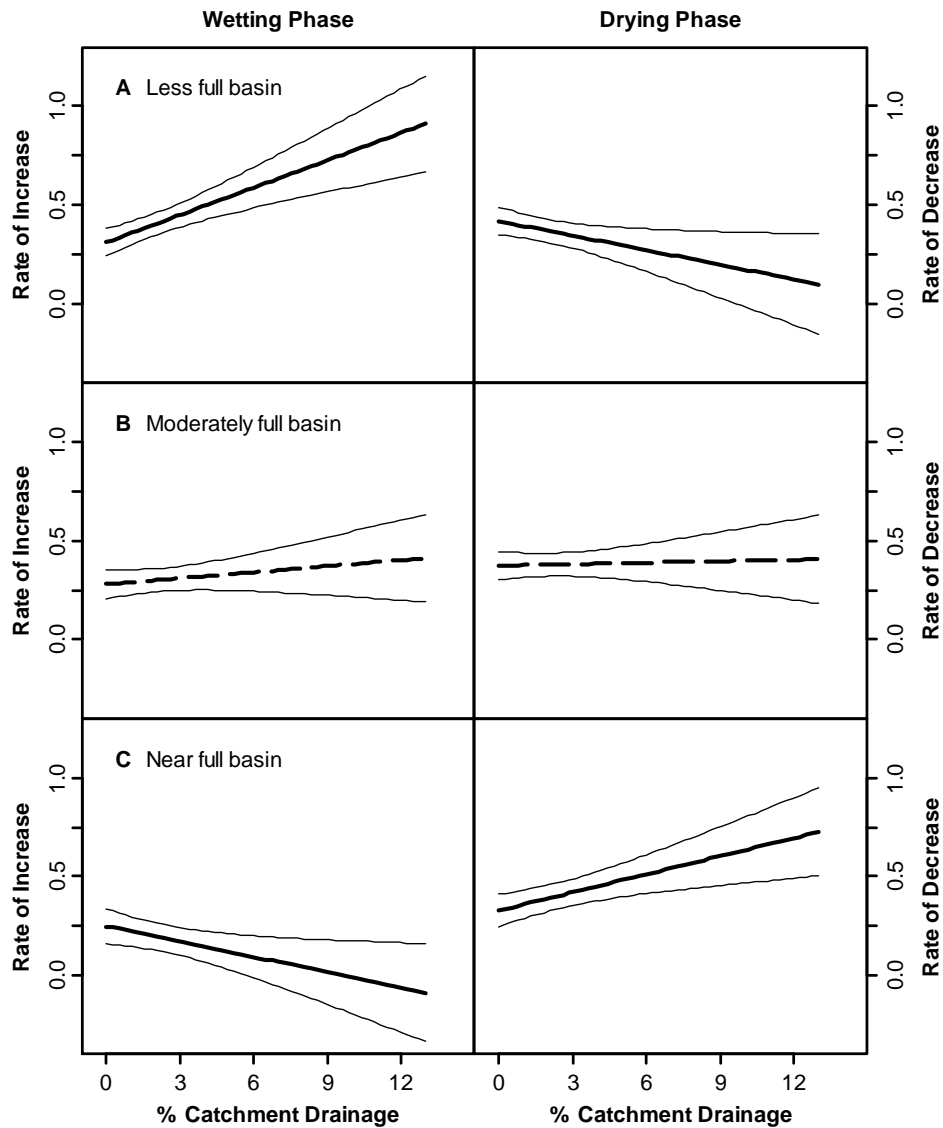 Wetting Phase
Drying Phase
A Less full basin
Rate of Increase
0.0 0.5 1.0
0.0 0.5 1.0
Rate of Decrease
B Moderately full basin
Rate of Increase
0.0 0.5 1.0
0.0 0.5 1.0
Rate of Decrease
C Near full basin
Rate of Increase
0.0 0.5 1.0
0.0 0.5 1.0
Rate of Decrease
0 3 6 9 12
0 3 6 9 12
% Catchment Drainage
% Catchment Drainage